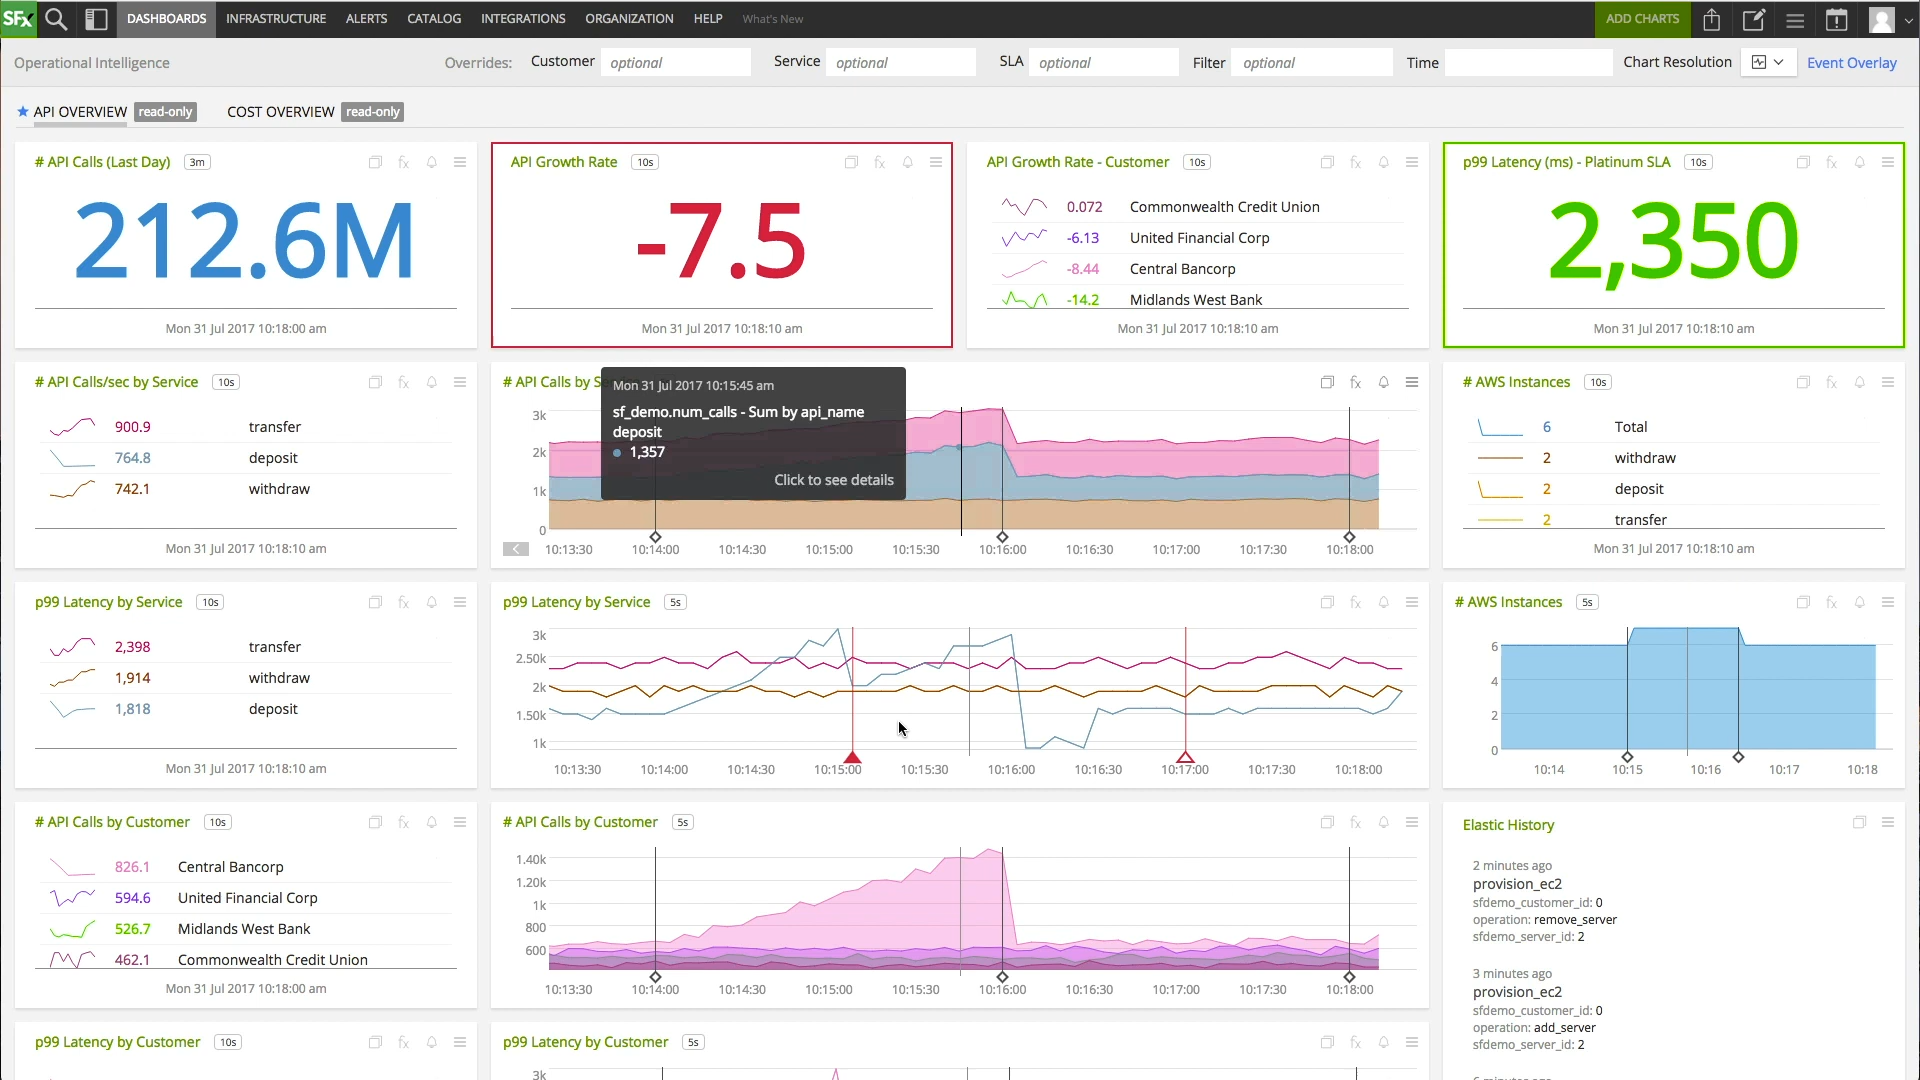 SFx DASHBOARDS INFRASTRUCTURE ALERTS CATALOG INTEGRATIONS ORGANIZATION HELP What's New ADD CHARTS
Operational Intelligence Overrides: Customer optional Service optional SLA optional Filter optional Time Chart Resolution Event Overlay
API OVERVIEW read-only COST OVERVIEW read-only
# API Calls (Last Day) 3m
212.6M
Mon 31 Jul 2017 10:18:00 am
API Growth Rate 10s
-7.5
Mon 31 Jul 2017 10:18:10 am
API Growth Rate - Customer 10s
0.072 Commonwealth Credit Union
-6.13 United Financial Corp
-8.44 Central Bancorp
-14.2 Midlands West Bank
Mon 31 Jul 2017 10:18:10 am
p99 Latency (ms) - Platinum SLA 10s
2,350
Mon 31 Jul 2017 10:18:10 am
# API Calls/sec by Service 10s
900.9 transfer
764.8 deposit
742.1 withdraw
Mon 31 Jul 2017 10:18:10 am
# API Calls by S
Mon 31 Jul 2017 10:15:45 am
sf_demo.num_calls - Sum by api_name
deposit
1,357
Click to see details
3k
2k
1k
0
10:13:30 10:14:00 10:14:30 10:15:00 10:15:30 10:16:00 10:16:30 10:17:00 10:17:30 10:18:00
# AWS Instances 10s
6 Total
2 withdraw
2 deposit
2 transfer
Mon 31 Jul 2017 10:18:10 am
p99 Latency by Service 10s
2,398 transfer
1,914 withdraw
1,818 deposit
Mon 31 Jul 2017 10:18:10 am
p99 Latency by Service 5s
3k
2.50k
2k
1.50k
1k
10:13:30 10:14:00 10:14:30 10:15:00 10:15:30 10:16:00 10:16:30 10:17:00 10:17:30 10:18:00
# AWS Instances 5s
6
4
2
0
10:14 10:15 10:16 10:17 10:18
# API Calls by Customer 10s
826.1 Central Bancorp
594.6 United Financial Corp
526.7 Midlands West Bank
462.1 Commonwealth Credit Union
Mon 31 Jul 2017 10:18:00 am
# API Calls by Customer 5s
1.40k
1.20k
1k
800
600
10:13:30 10:14:00 10:14:30 10:15:00 10:15:30 10:16:00 10:16:30 10:17:00 10:17:30 10:18:00
Elastic History
2 minutes ago
provision_ec2
sfdemo_customer_id: 0
operation: remove_server
sfdemo_server_id: 2
3 minutes ago
provision_ec2
sfdemo_customer_id: 0
operation: add_server
sfdemo_server_id: 2
p99 Latency by Customer 10s
p99 Latency by Customer 5s
3k